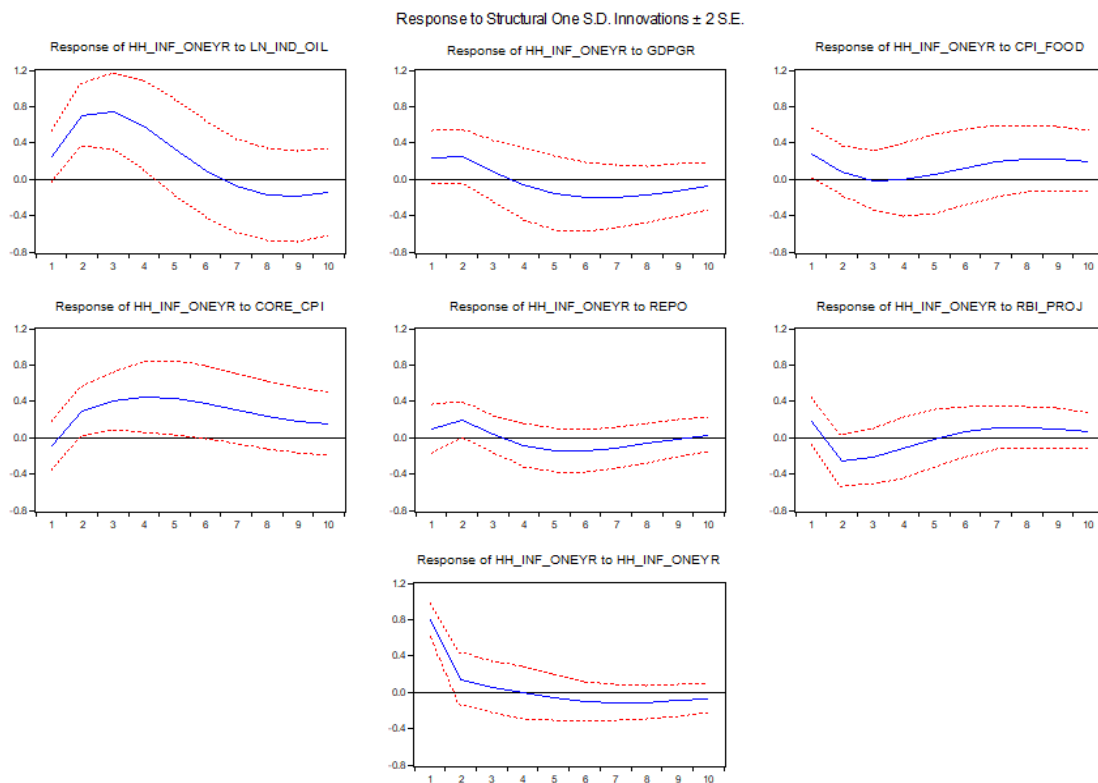 Response to Structural One S.D. Innovations ± 2 S.E.
Response of HH_INF_ONEYR to LN_IND_OIL
1.2
0.8
0.4
0.0
-0.4
-0.8
1 2 3 4 5 6 7 8 9 10
Response of HH_INF_ONEYR to GDPGR
1.2
0.8
0.4
0.0
-0.4
-0.8
1 2 3 4 5 6 7 8 9 10
Response of HH_INF_ONEYR to CPI_FOOD
1.2
0.8
0.4
0.0
-0.4
-0.8
1 2 3 4 5 6 7 8 9 10
Response of HH_INF_ONEYR to CORE_CPI
1.2
0.8
0.4
0.0
-0.4
-0.8
1 2 3 4 5 6 7 8 9 10
Response of HH_INF_ONEYR to REPO
1.2
0.8
0.4
0.0
-0.4
-0.8
1 2 3 4 5 6 7 8 9 10
Response of HH_INF_ONEYR to RBI_PROJ
1.2
0.8
0.4
0.0
-0.4
-0.8
1 2 3 4 5 6 7 8 9 10
Response of HH_INF_ONEYR to HH_INF_ONEYR
1.2
0.8
0.4
0.0
-0.4
-0.8
1 2 3 4 5 6 7 8 9 10